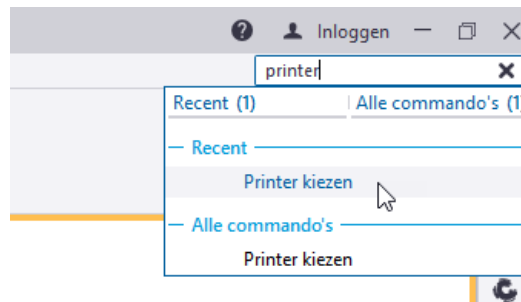 Inloggen
printer
Recent (1)
Alle commando's (1
Recent
Printer kiezen
Alle commando's
Printer kiezen